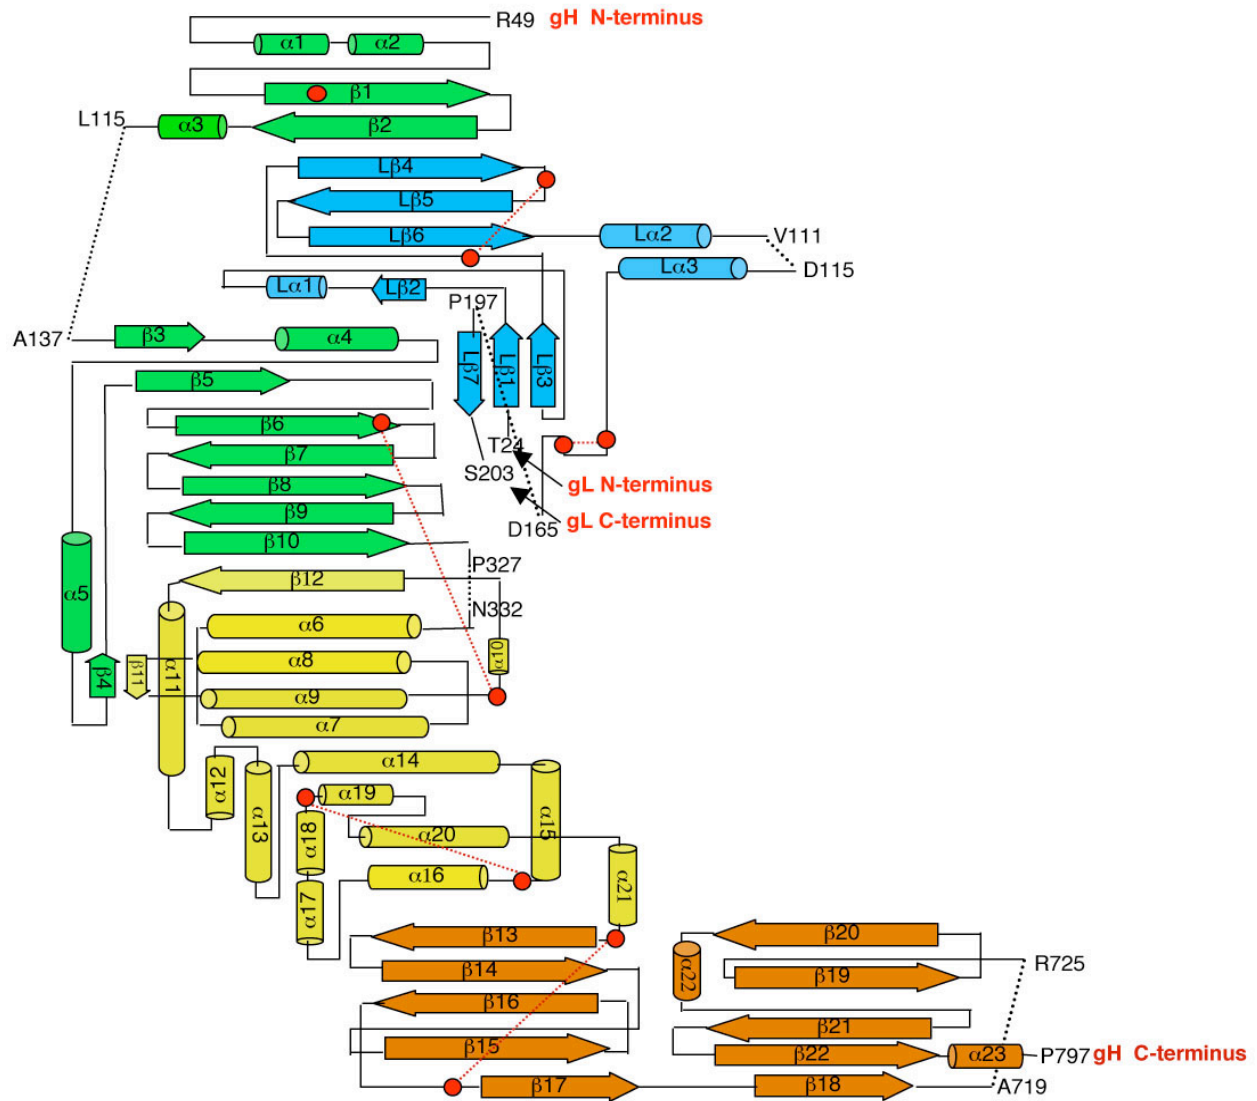 R49 gH N-terminus
α1 α2
β1
L115 α3 β2
Lβ4
Lβ5
Lβ6 Lα2 V111
Lα3 D115
Lα1 Lβ2
P197
A137 β3 α4
Lβ7 Lβ1 Lβ3
β5
β6
T24
β7
S203
β8 gL N-terminus
β9 gL C-terminus
D165
β10
P327
β12
α5
N332
α6
α10
α8
β4 β11 α11
α9
α7
α14
α12
α19
α13 α18 α20 α15
α16
α21
α17
β13 β20
α22 R725
β14 β19
β16
β21
β15
β22 α23 P797 gH C-terminus
β17 β18 A719